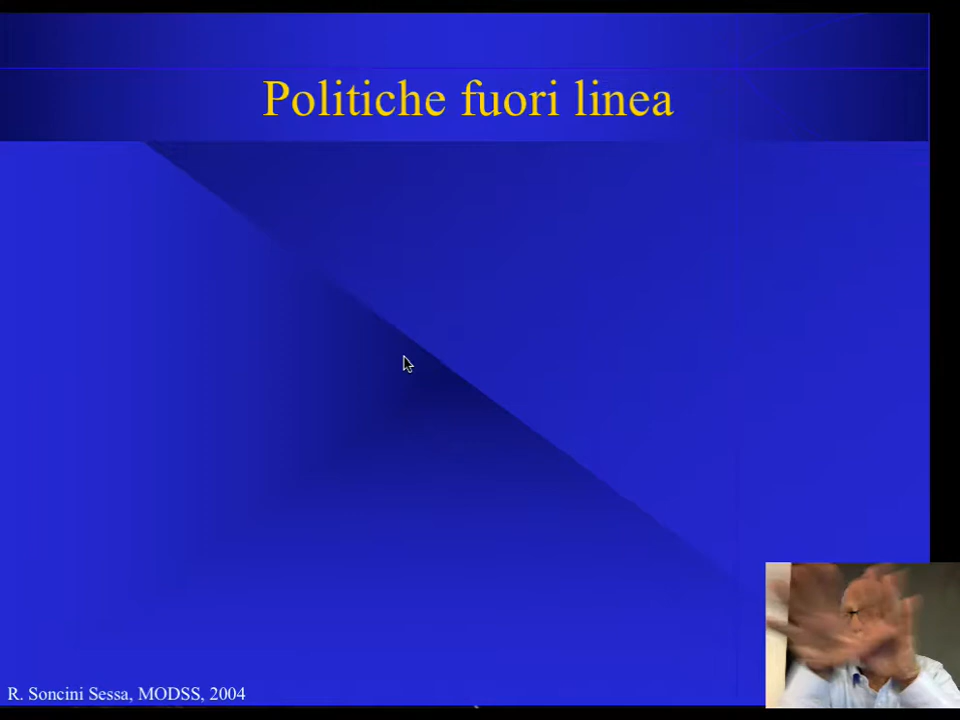 Politiche fuori linea
R. Soncini Sessa, MODSS, 2004